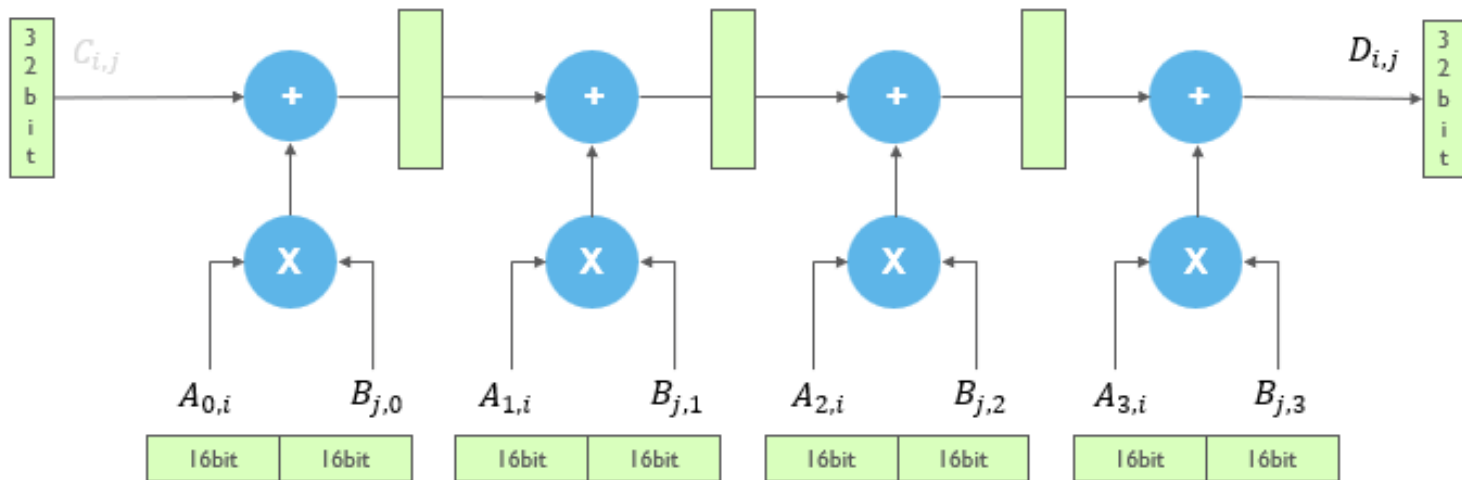 32bit
C_{i,j}
+
+
+
+
D_{i,j}
32bit
X
X
X
X
A_{0,i} B_{j,0} A_{1,i} B_{j,1} A_{2,i} B_{j,2} A_{3,i} B_{j,3}
16bit 16bit 16bit 16bit 16bit 16bit 16bit 16bit